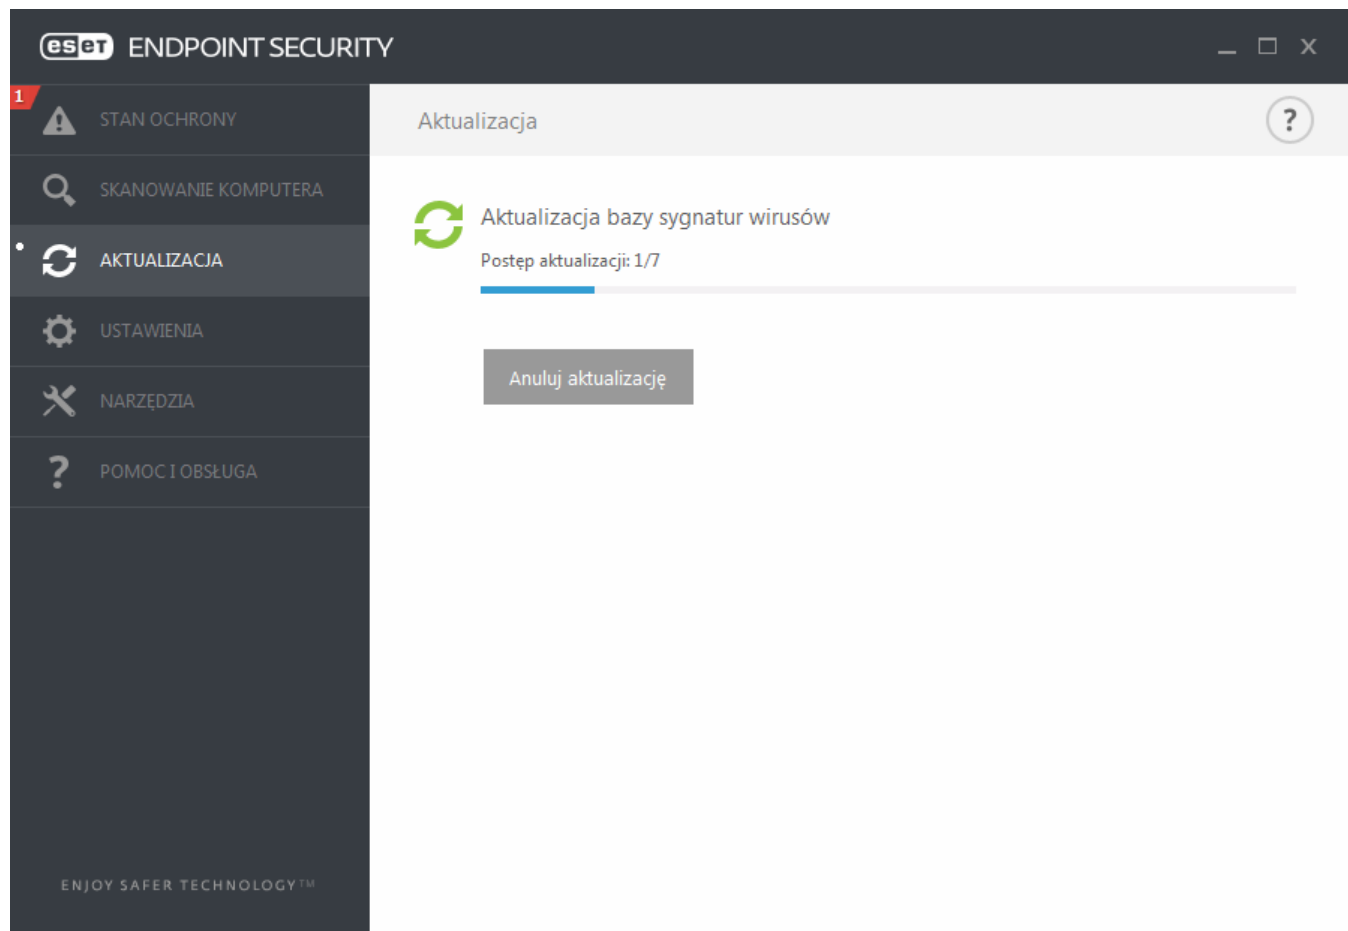 eset ENDPOINT SECURITY
1
STAN OCHRONY
SKANOWANIE KOMPUTERA
AKTUALIZACJA
USTAWIENIA
NARZĘDZIA
POMOC I OBSŁUGA
ENJOY SAFER TECHNOLOGY™
Aktualizacja
?
Aktualizacja bazy sygnatur wirusów
Postęp aktualizacji: 1/7
Anuluj aktualizację